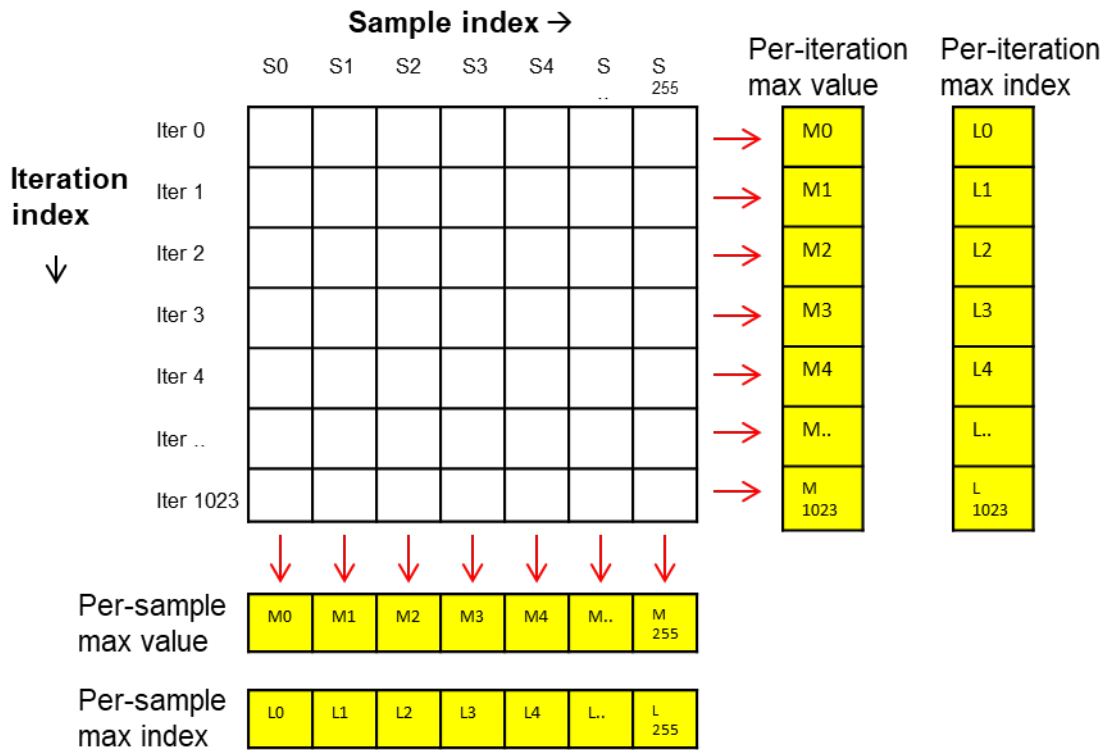 Sample index →
S0 S1 S2 S3 S4 S .. S 255
Per-iteration
max value
Per-iteration
max index
Iteration
index
↓
Iter 0
Iter 1
Iter 2
Iter 3
Iter 4
Iter ..
Iter 1023
M0
M1
M2
M3
M4
M..
M
1023
L0
L1
L2
L3
L4
L..
L
1023
Per-sample
max value
M0 M1 M2 M3 M4 M.. M 255
Per-sample
max index
L0 L1 L2 L3 L4 L.. L 255